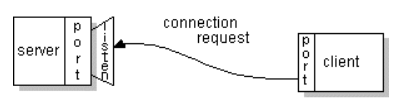 connection
request
server
port
listen
port
client